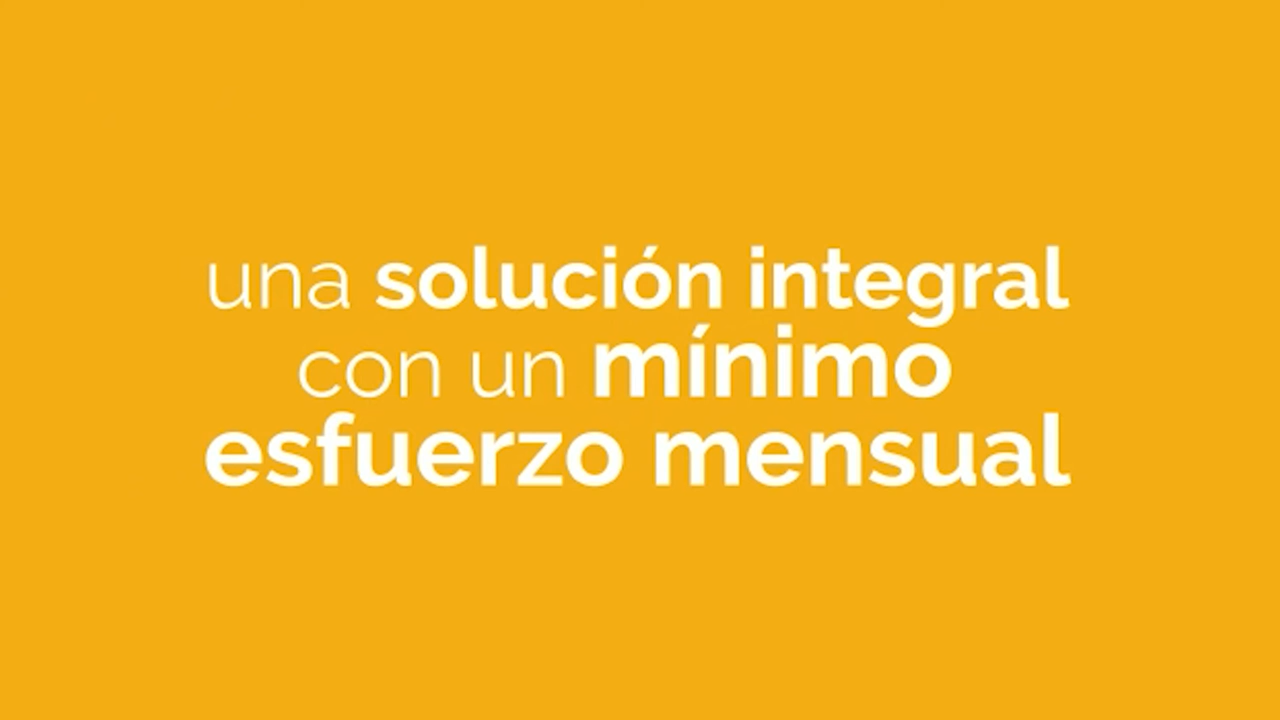 una solución integral
con un mínimo
esfuerzo mensual